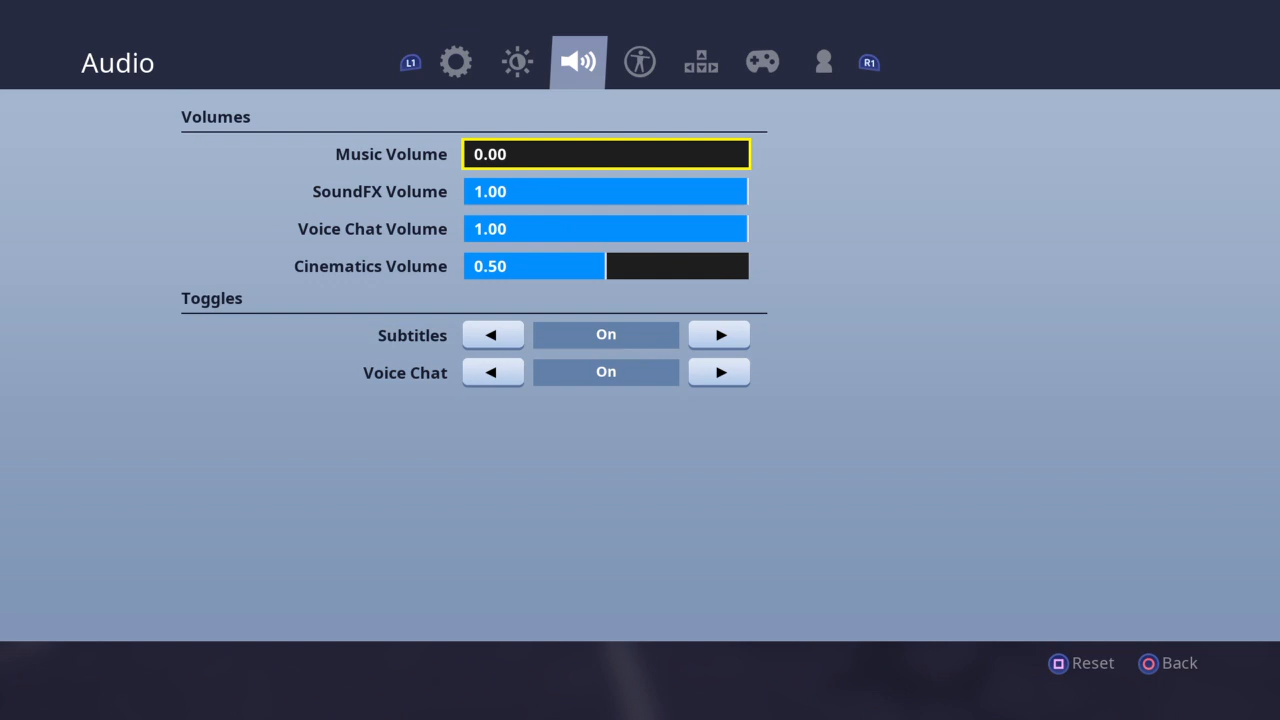 Audio
L1
R1
Volumes
Music Volume 0.00
SoundFX Volume 1.00
Voice Chat Volume 1.00
Cinematics Volume 0.50
Toggles
Subtitles On
Voice Chat On
Reset Back